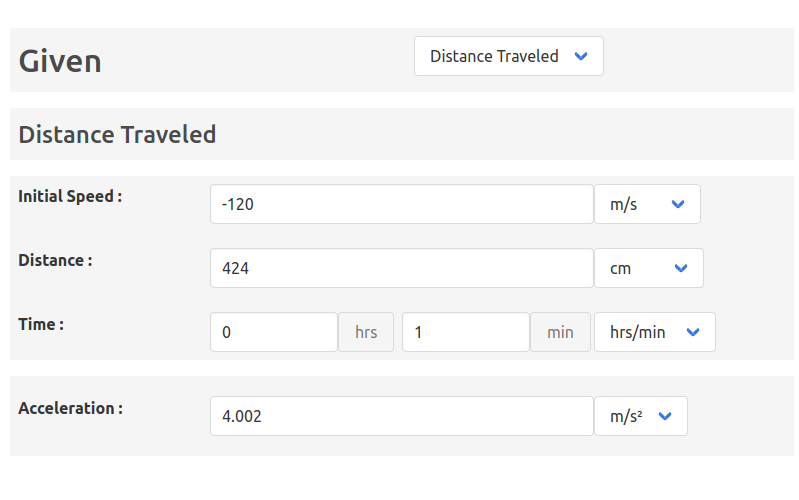 Given Distance Traveled
Distance Traveled
Initial Speed : -120 m/s
Distance : 424 cm
Time : 0 hrs 1 min hrs/min
Acceleration : 4.002 m/s²